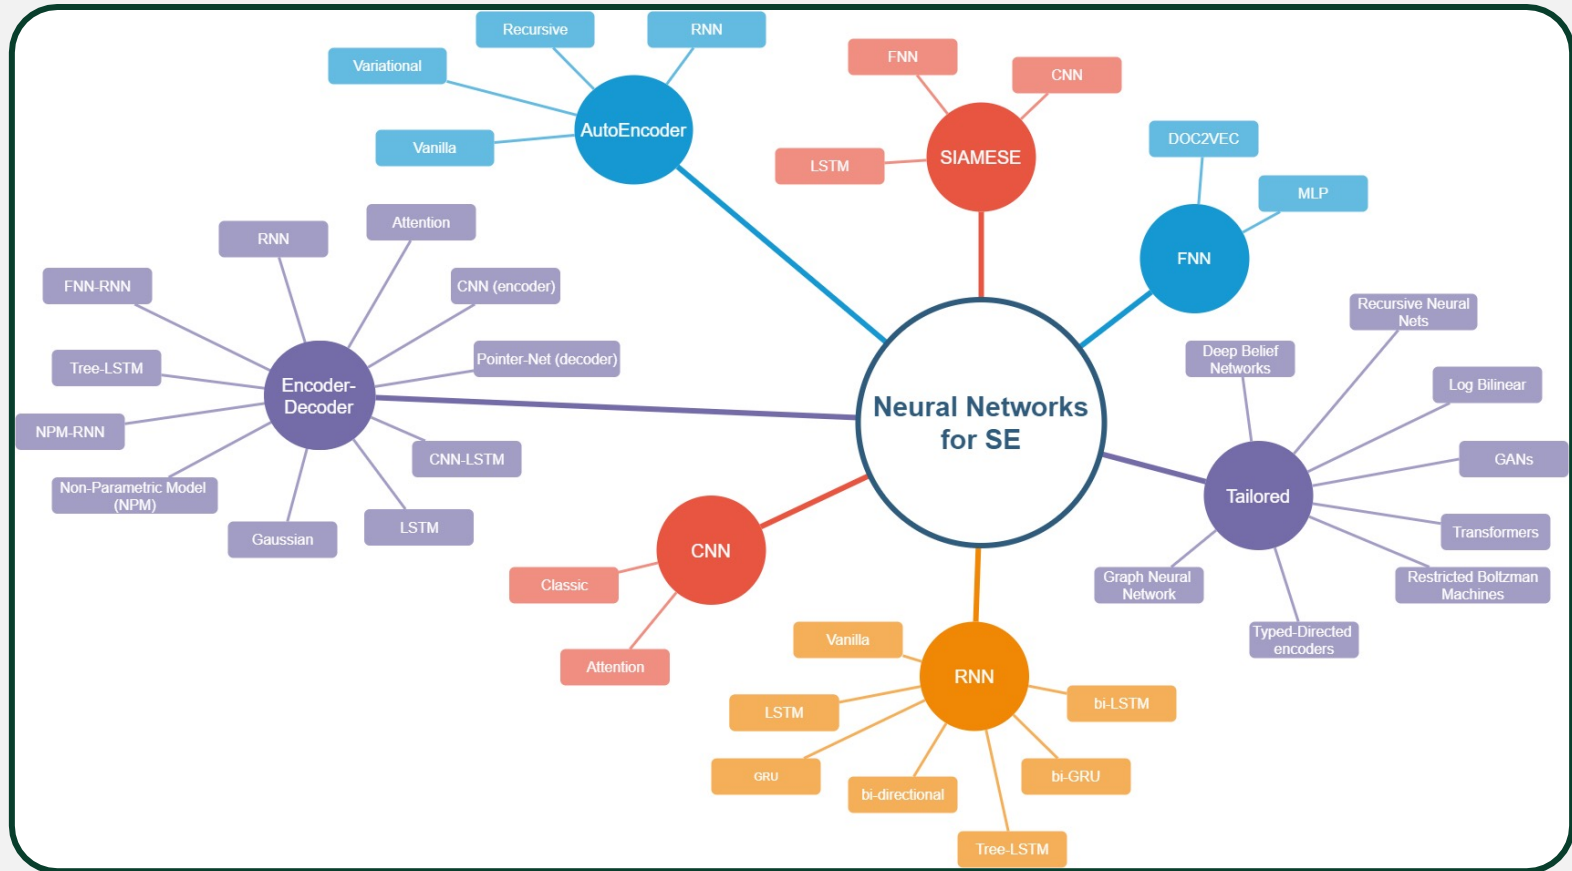 Recursive
RNN
Variational
AutoEncoder
Vanilla
FNN
CNN
LSTM
SIAMESE
DOC2VEC
MLP
FNN
Attention
RNN
FNN-RNN
CNN (encoder)
Tree-LSTM
Pointer-Net (decoder)
Encoder-
Decoder
NPM-RNN
CNN-LSTM
Non-Parametric Model
(NPM)
Gaussian
LSTM
Neural Networks
for SE
Recursive Neural
Nets
Deep Belief
Networks
Log Bilinear
GANs
Tailored
Transformers
Graph Neural
Network
Restricted Boltzman
Machines
Typed-Directed
encoders
CNN
Classic
Attention
Vanilla
RNN
LSTM
bi-LSTM
GRU
bi-GRU
bi-directional
Tree-LSTM